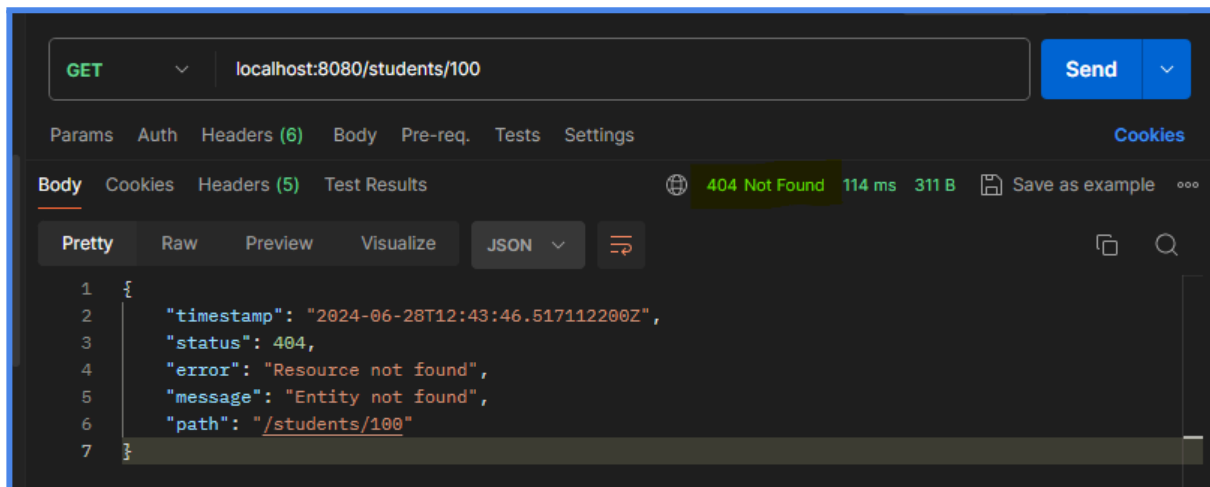 GET localhost:8080/students/100 Send
Params Auth Headers (6) Body Pre-req. Tests Settings Cookies
Body Cookies Headers (5) Test Results 404 Not Found 114 ms 311 B Save as example
Pretty Raw Preview Visualize JSON
1 {
2 "timestamp": "2024-06-28T12:43:46.517112200Z",
3 "status": 404,
4 "error": "Resource not found",
5 "message": "Entity not found",
6 "path": "/students/100"
7 }